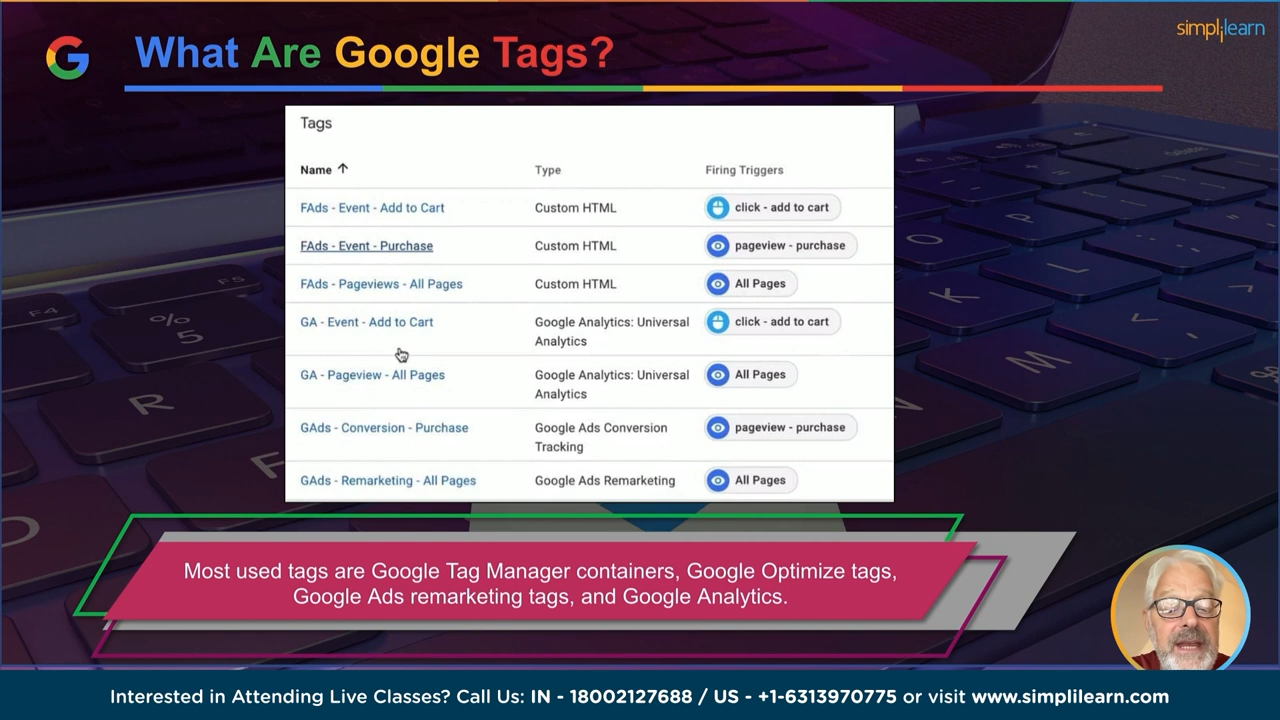 simplilearn
What Are Google Tags?
Tags
Name ↑ Type Firing Triggers
FAds - Event - Add to Cart Custom HTML click - add to cart
FAds - Event - Purchase Custom HTML pageview - purchase
FAds - Pageviews - All Pages Custom HTML All Pages
GA - Event - Add to Cart Google Analytics: Universal click - add to cart
Analytics
GA - Pageview - All Pages Google Analytics: Universal All Pages
Analytics
GAds - Conversion - Purchase Google Ads Conversion pageview - purchase
Tracking
GAds - Remarketing - All Pages Google Ads Remarketing All Pages
Most used tags are Google Tag Manager containers, Google Optimize tags,
Google Ads remarketing tags, and Google Analytics.
Interested in Attending Live Classes? Call Us: IN - 18002127688 / US - +1-6313970775 or visit www.simplilearn.com
F4
F5
%
5
R
F
O
K
L
M
N